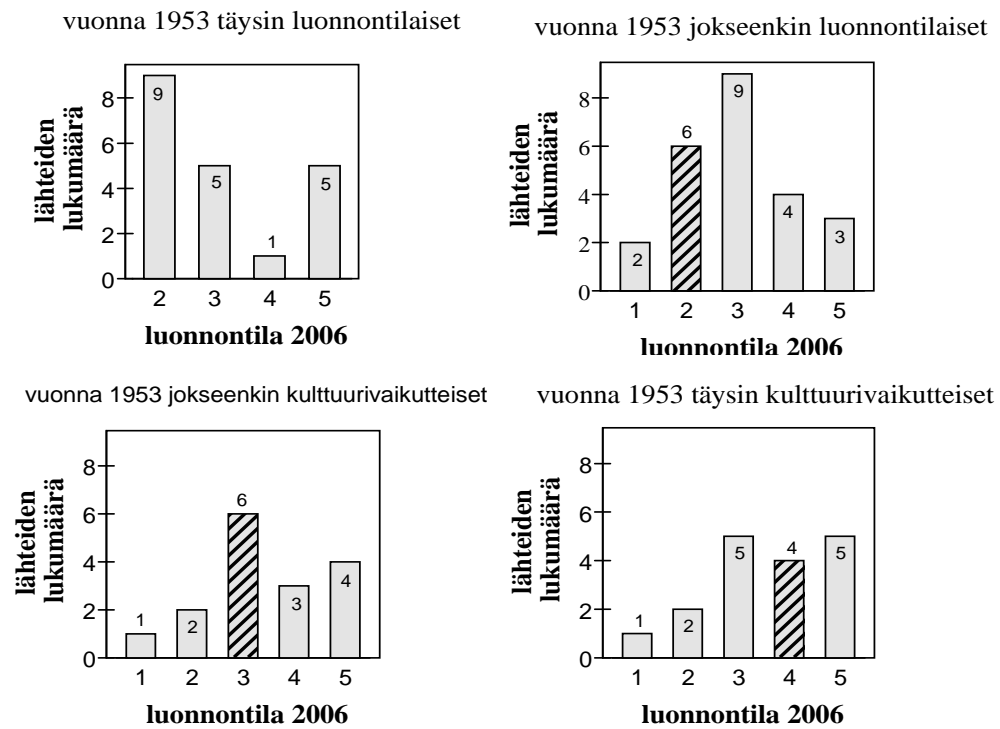 vuonna 1953 täysin luonnontilaiset
lähteiden
lukumäärä
8
6
4
2
0
9
5
1
5
2 3 4 5
luonnontila 2006
vuonna 1953 jokseenkin luonnontilaiset
lähteiden
lukumäärä
8
6
4
2
0
2
6
9
4
3
1 2 3 4 5
luonnontila 2006
vuonna 1953 jokseenkin kulttuurivaikutteiset
lähteiden
lukumäärä
8
6
4
2
0
1
2
6
3
4
1 2 3 4 5
luonnontila 2006
vuonna 1953 täysin kulttuurivaikutteiset
lähteiden
lukumäärä
8
6
4
2
0
1
2
5
4
5
1 2 3 4 5
luonnontila 2006